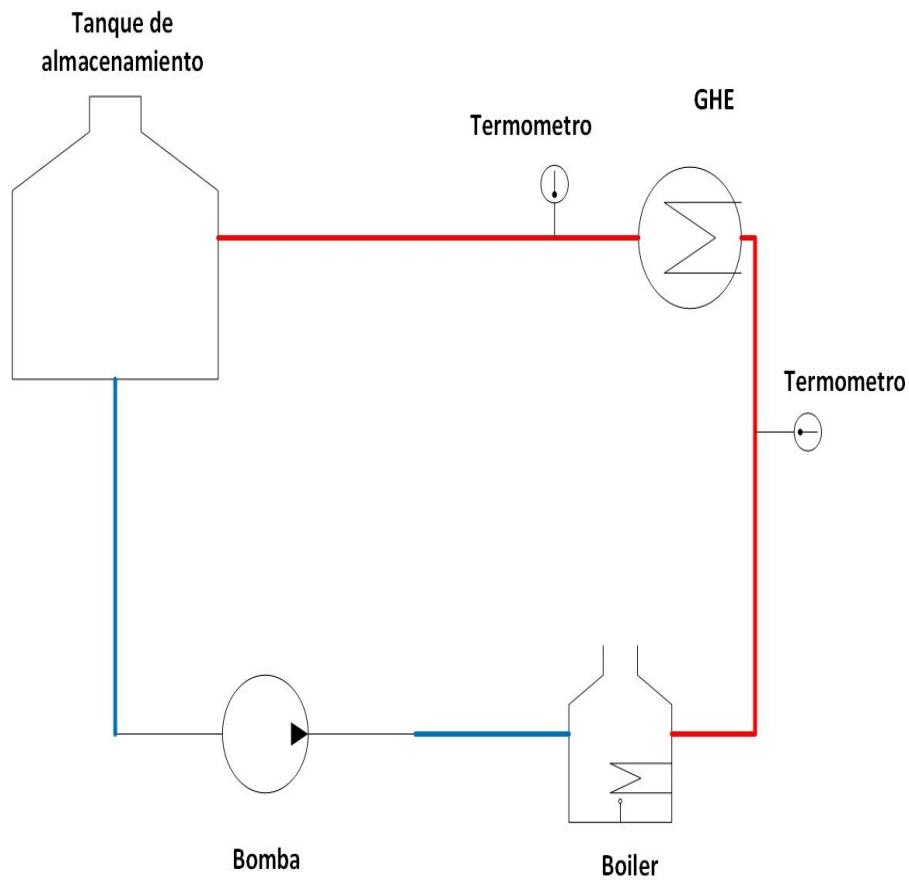 Tanque de
almacenamiento
GHE
Termometro
Termometro
Bomba
Boiler